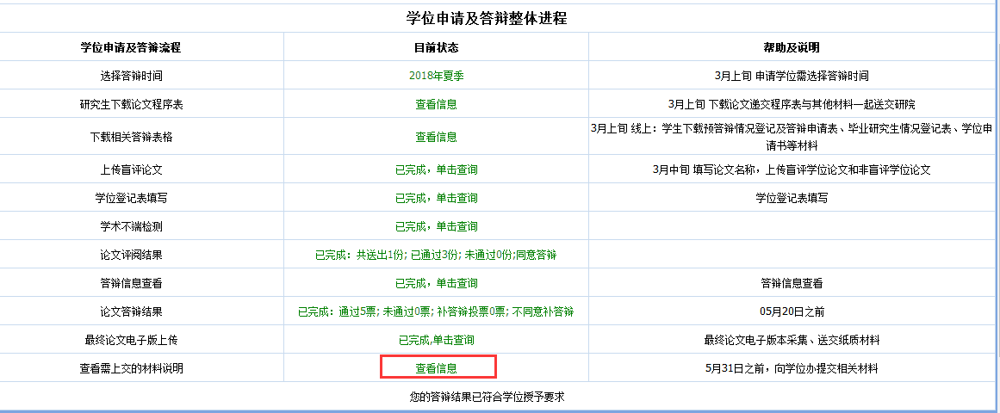 学位申请及答辩整体进程
学位申请及答辩流程 目前状态 帮助及说明
选择答辩时间 2018年夏季 3月上旬 申请学位需选择答辩时间
研究生下载论文程序表 查看信息 3月上旬 下载论文递交程序表与其他材料一起送交研院
下载相关答辩表格 查看信息 3月上旬 线上：学生下载预答辩情况登记及答辩申请表、毕业研究生情况登记表、学位申
请书等材料
上传盲评论文 已完成，单击查询 3月中旬 填写论文名称，上传盲评学位论文和非盲评学位论文
学位登记表填写 已完成，单击查询 学位登记表填写
学术不端检测 已完成，单击查询
论文评阅结果 已完成：共送出1份; 已通过3份; 未通过0份;同意答辩
答辩信息查看 已完成，单击查询 答辩信息查看
论文答辩结果 已完成：通过5票; 未通过0票; 补答辩投票0票; 不同意补答辩 05月20日之前
最终论文电子版上传 已完成,单击查询 最终论文电子版本采集、送交纸质材料
查看需上交的材料说明 查看信息 5月31日之前，向学位办提交相关材料
您的答辩结果已符合学位授予要求